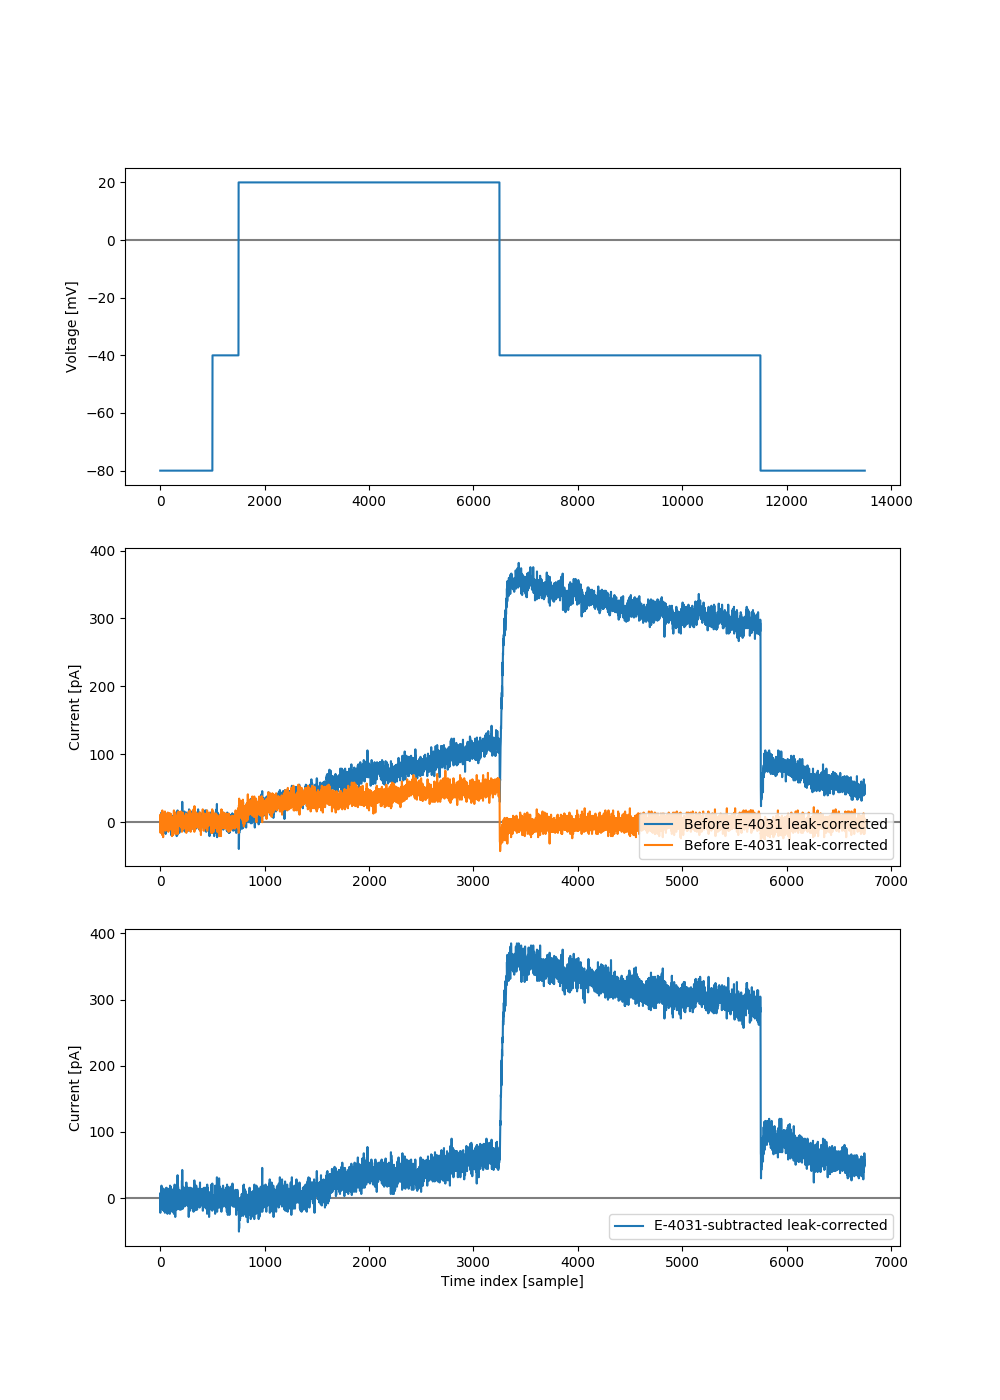 20
0
−20
−40
−60
−80
Voltage [mV]
0 2000 4000 6000 8000 10000 12000 14000
400
300
200
100
0
Current [pA]
Before E-4031 leak-corrected
Before E-4031 leak-corrected
0 1000 2000 3000 4000 5000 6000 7000
400
300
200
100
0
Current [pA]
E-4031-subtracted leak-corrected
0 1000 2000 3000 4000 5000 6000 7000
Time index [sample]